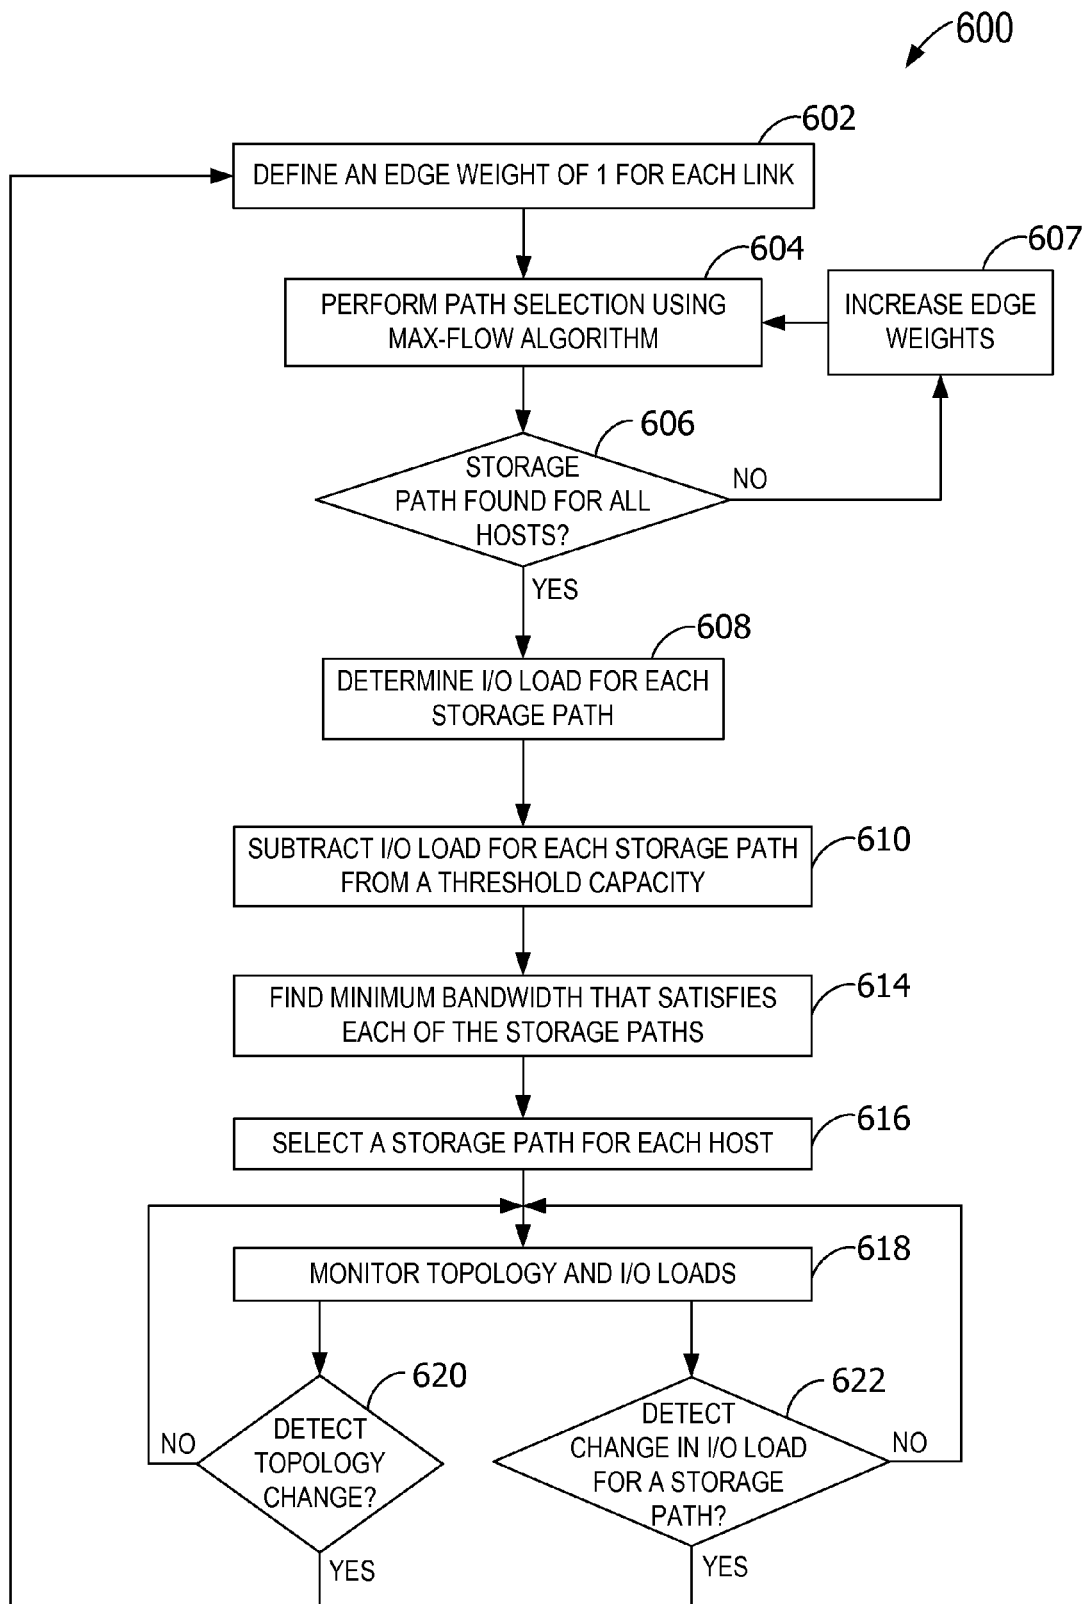 600
602
DEFINE AN EDGE WEIGHT OF 1 FOR EACH LINK
604
607
PERFORM PATH SELECTION USING
MAX-FLOW ALGORITHM
INCREASE EDGE
WEIGHTS
606
STORAGE
PATH FOUND FOR ALL
HOSTS?
NO
YES
608
DETERMINE I/O LOAD FOR EACH
STORAGE PATH
610
SUBTRACT I/O LOAD FOR EACH STORAGE PATH
FROM A THRESHOLD CAPACITY
614
FIND MINIMUM BANDWIDTH THAT SATISFIES
EACH OF THE STORAGE PATHS
616
SELECT A STORAGE PATH FOR EACH HOST
618
MONITOR TOPOLOGY AND I/O LOADS
620
DETECT
TOPOLOGY
CHANGE?
NO
YES
622
DETECT
CHANGE IN I/O LOAD
FOR A STORAGE
PATH?
NO
YES